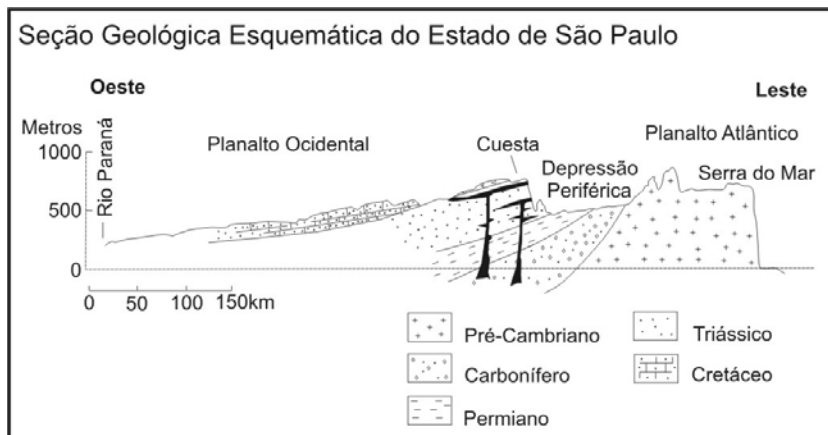 Seção Geológica Esquemática do Estado de São Paulo
Oeste
Leste
Metros
1000
500
0
Rio Paraná
Planalto Ocidental
Cuesta
Depressão
Periférica
Planalto Atlântico
Serra do Mar
0 50 100 150km
Pré-Cambriano
Triássico
Carbonífero
Cretáceo
Permiano